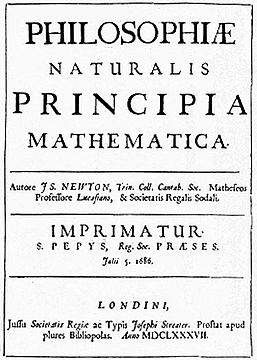 PHILOSOPHIÆ
NATURALIS
PRINCIPIA
MATHEMATICA.
Autore J S. NEWTON, Trin. Coll. Cantab. Soc. Matheseos
Professore Lucasiano, & Societatis Regalis Sodali.
IMPRIMATUR.
S. PEPYS, Reg. Soc. PRÆSES.
Julii 5. 1686.
LONDINI,
Jussu Societatis Regiæ ac Typis Josephi Streater. Prostat apud
plures Bibliopolas. Anno MDCLXXXVII.